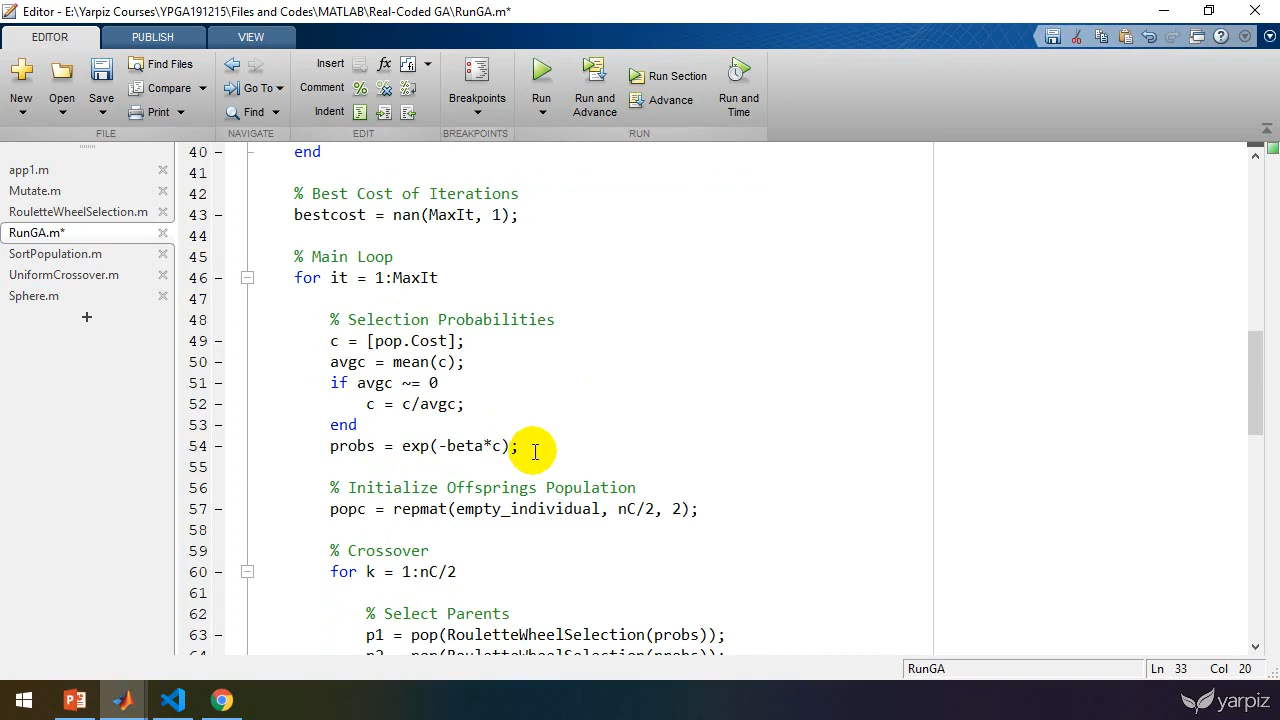 Editor - E:\Yarpiz Courses\YPGA191215\Files and Codes\MATLAB\Real-Coded GA\RunGA.m*
EDITOR PUBLISH VIEW
New Open Save Find Files Compare Print
Go To Find
Insert Comment Indent
Breakpoints
Run Run and Advance Run Section Advance Run and Time
FILE NAVIGATE EDIT BREAKPOINTS RUN
app1.m
Mutate.m
RouletteWheelSelection.m
RunGA.m*
SortPopulation.m
UniformCrossover.m
Sphere.m
40 end
41
42 % Best Cost of Iterations
43 bestcost = nan(MaxIt, 1);
44
45 % Main Loop
46 for it = 1:MaxIt
47
48 % Selection Probabilities
49 c = [pop.Cost];
50 avgc = mean(c);
51 if avgc ~= 0
52 c = c/avgc;
53 end
54 probs = exp(-beta*c);
55
56 % Initialize Offsprings Population
57 popc = repmat(empty_individual, nC/2, 2);
58
59 % Crossover
60 for k = 1:nC/2
61
62 % Select Parents
63 p1 = pop(RouletteWheelSelection(probs));
64 p2 = pop(RouletteWheelSelection(probs));
RunGA Ln 33 Col 20
yarpiz